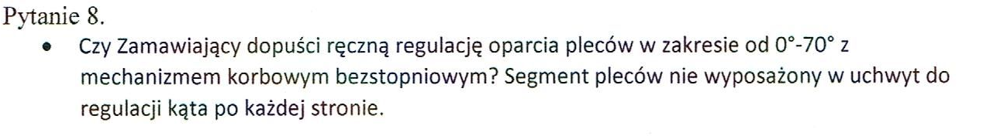 Pytanie 8.
• Czy Zamawiający dopuści ręczną regulację oparcia pleców w zakresie od 0°-70° z
mechanizmem korbowym bezstopniowym? Segment pleców nie wyposażony w uchwyt do
regulacji kąta po każdej stronie.